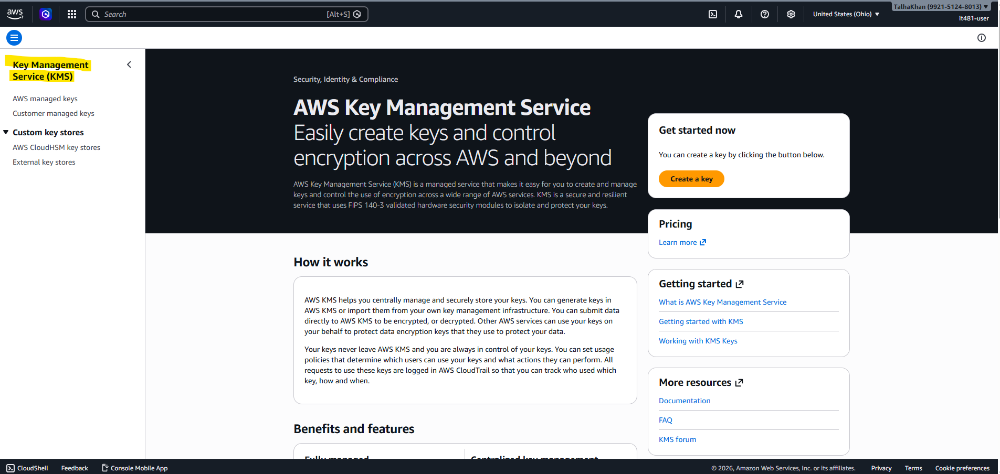 aws
Search
[Alt+S]
United States (Ohio)
TalhaKhan (9921-5124-8013)
it481-user
Key Management
Service (KMS)
AWS managed keys
Customer managed keys
Custom key stores
AWS CloudHSM key stores
External key stores
Security, Identity & Compliance
AWS Key Management Service
Easily create keys and control
encryption across AWS and beyond
AWS Key Management Service (KMS) is a managed service that makes it easy for you to create and manage
keys and control the use of encryption across a wide range of AWS services. KMS is a secure and resilient
service that uses FIPS 140-3 validated hardware security modules to isolate and protect your keys.
Get started now
You can create a key by clicking the button below.
Create a key
Pricing
Learn more
How it works
AWS KMS helps you centrally manage and securely store your keys. You can generate keys in
AWS KMS or import them from your own key management infrastructure. You can submit data
directly to AWS KMS to be encrypted, or decrypted. Other AWS services can use your keys on
your behalf to protect data encryption keys that they use to protect your data.
Your keys never leave AWS KMS and you are always in control of your keys. You can set usage
policies that determine which users can use your keys and what actions they can perform. All
requests to use these keys are logged in AWS CloudTrail so that you can track who used which
key, how and when.
Getting started
What is AWS Key Management Service
Getting started with KMS
Working with KMS Keys
More resources
Documentation
FAQ
KMS forum
Benefits and features
Fully managed
Centralized key management
CloudShell
Feedback
Console Mobile App
© 2026, Amazon Web Services, Inc. or its affiliates.
Privacy
Terms
Cookie preferences